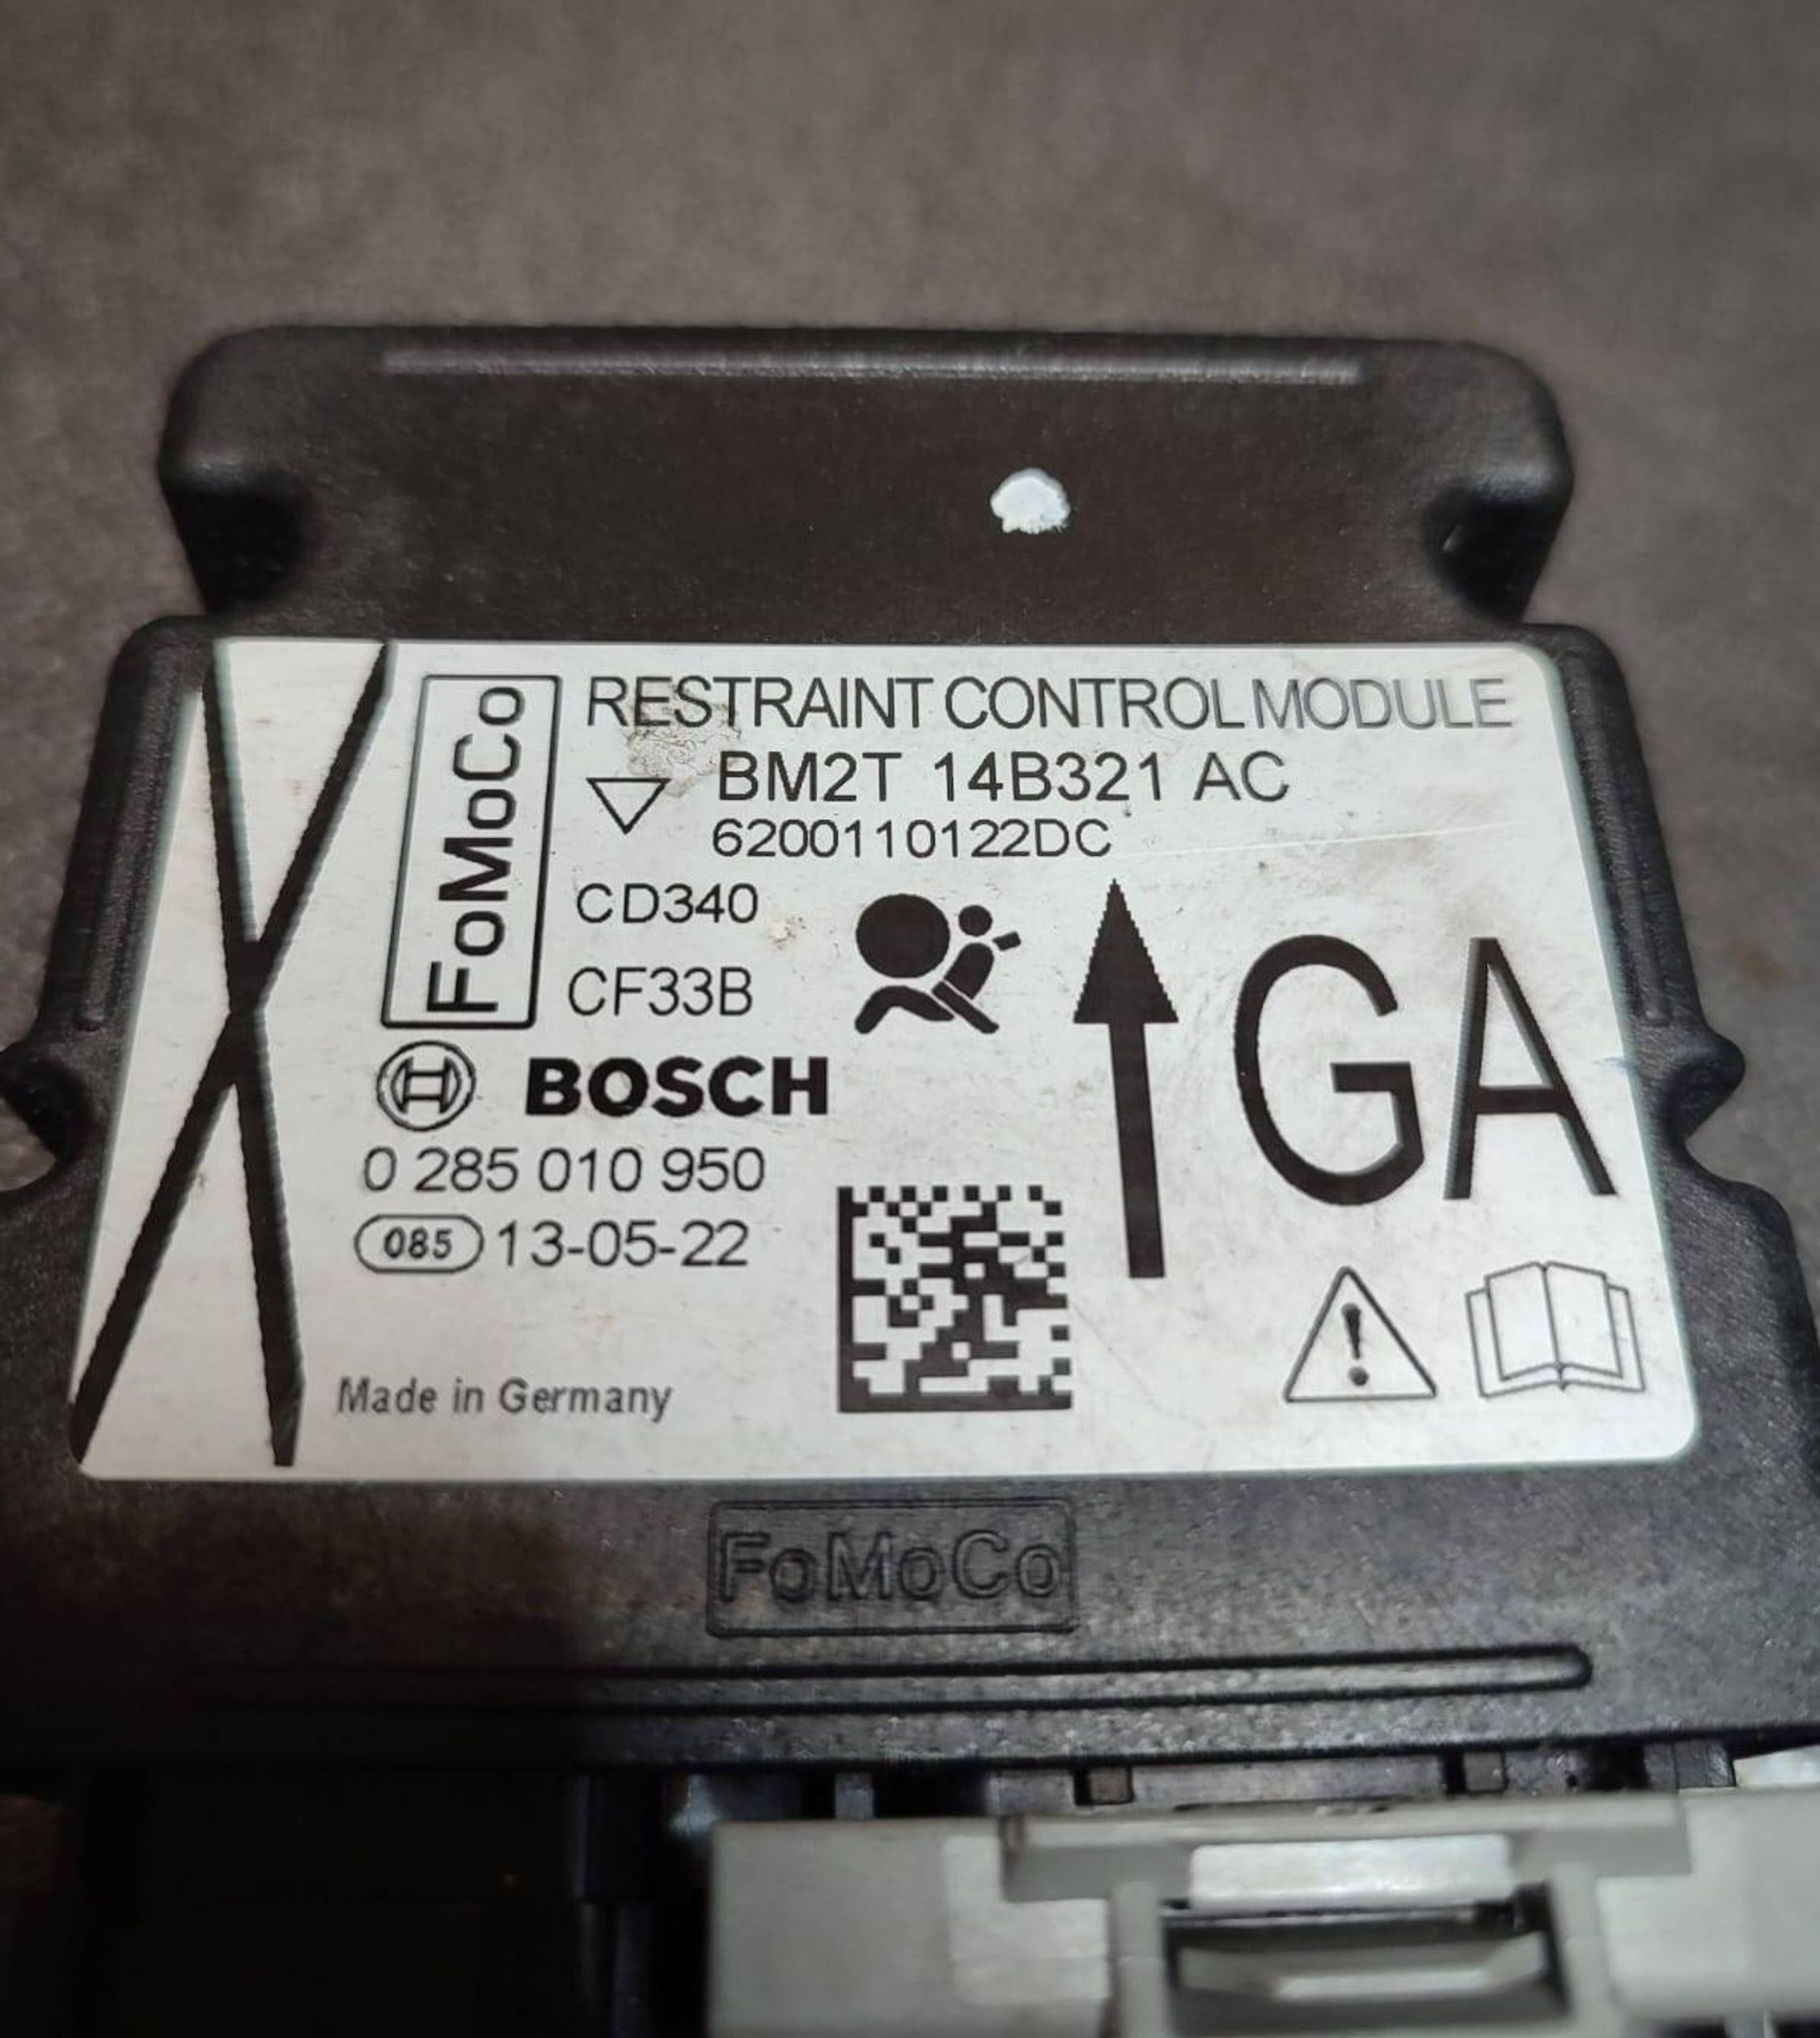 RESTRAINT CONTROL MODULE
FoMoCo
BM2T 14B321 AC
6200110122DC
CD340
CF33B
GA
BOSCH
0 285 010 950
085 13-05-22
Made in Germany
FoMoCo